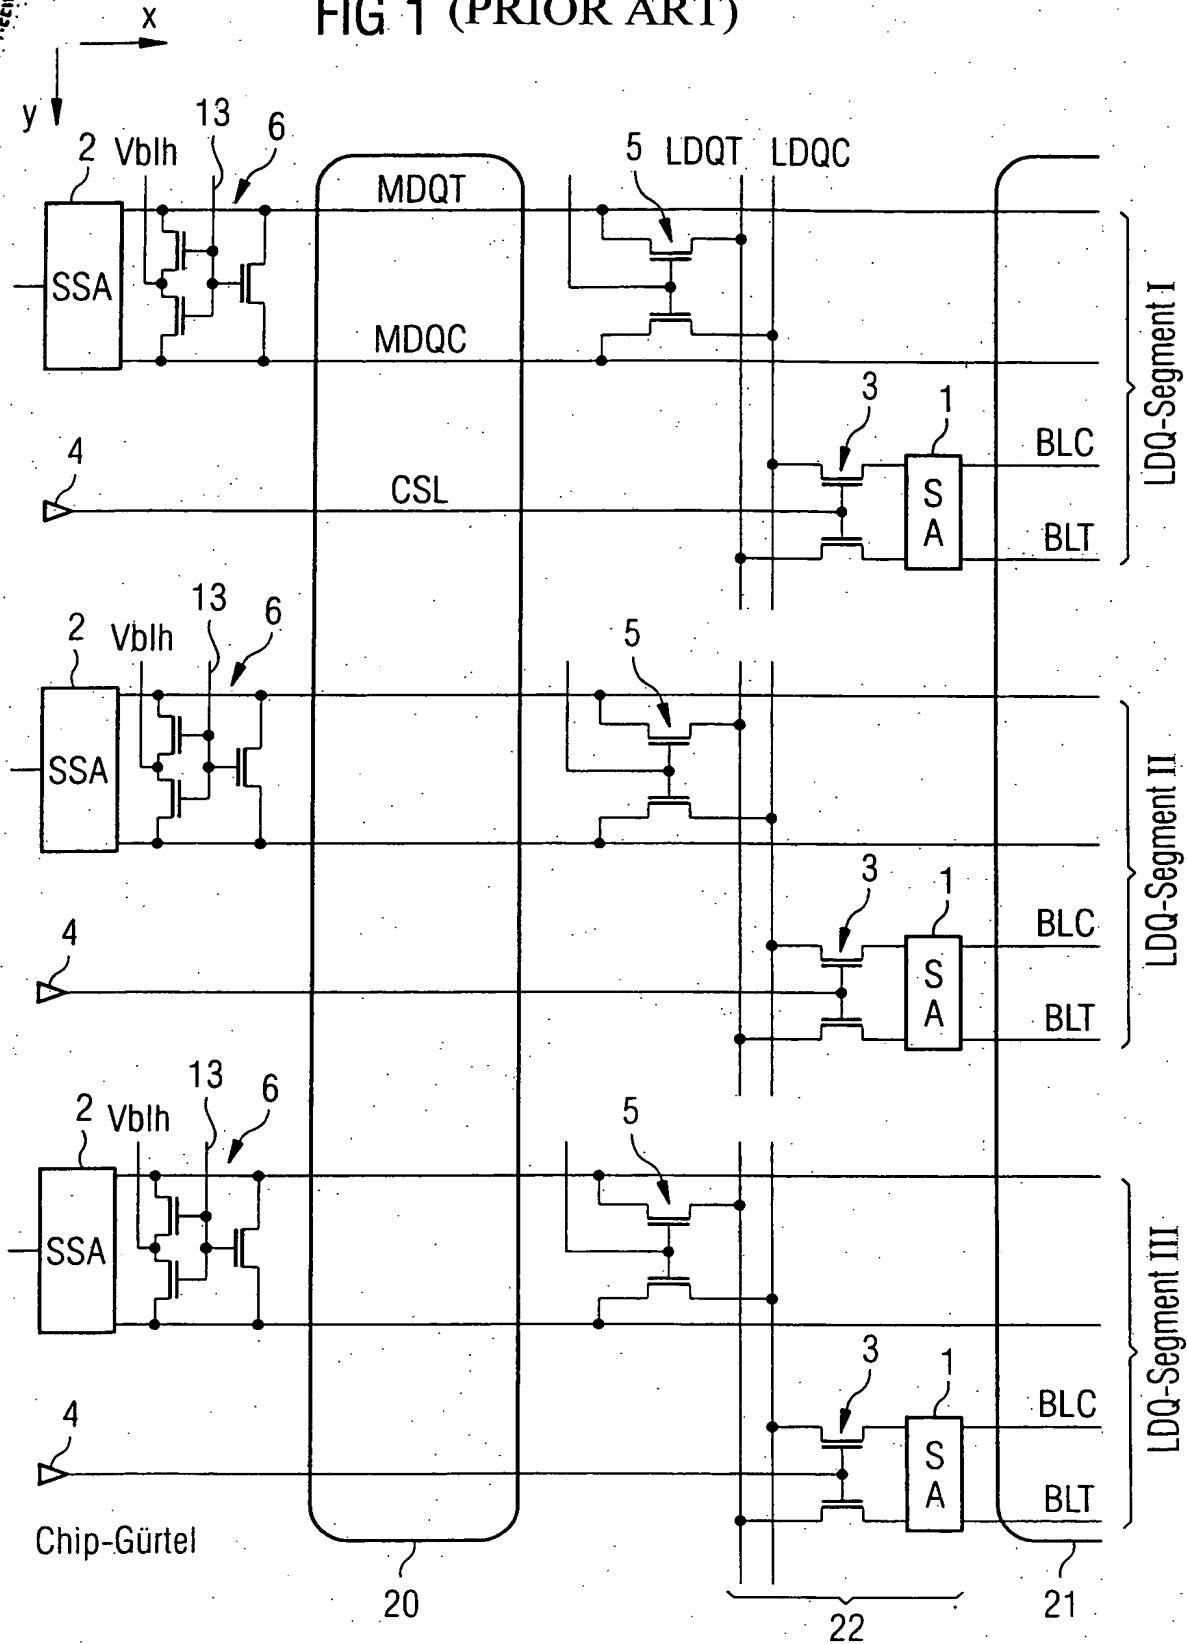 FIG 1 (PRIOR ART)
x
y
2 Vblh 13 6
5 LDQT LDQC
MDQT
SSA
MDQC
LDQ-Segment I
3 1
BLC
4
CSL
S
A
BLT
2 Vblh 13 6
5
SSA
LDQ-Segment II
3 1
BLC
4
S
A
BLT
2 Vblh 13 6
5
SSA
LDQ-Segment III
3 1
BLC
4
S
A
BLT
Chip-Gürtel
20
22
21